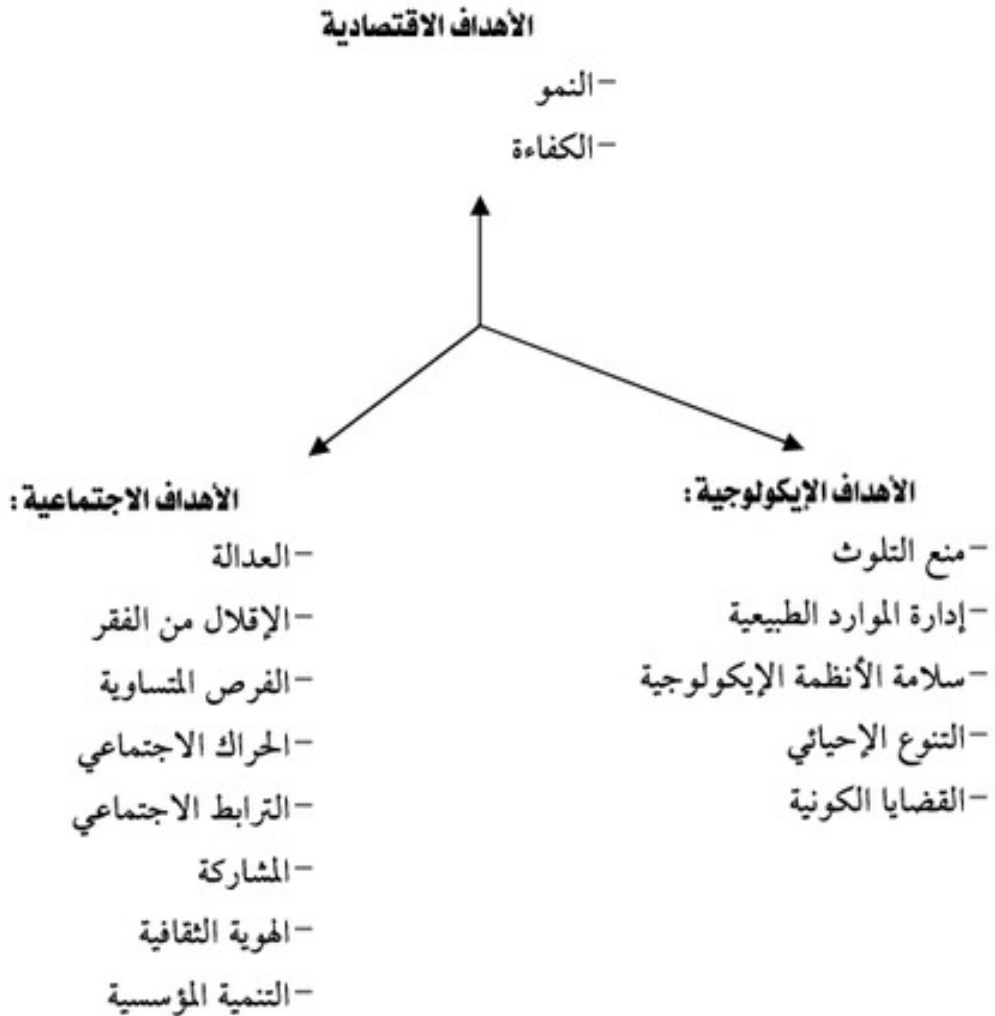 الأهداف الاقتصادية
-النمو
-الكفاءة
الأهداف الإيكولوجية:
-منع التلوث
-إدارة الموارد الطبيعية
-سلامة الأنظمة الإيكولوجية
-التنوع الإحيائي
-القضايا الكونية
الأهداف الاجتماعية:
-العدالة
-الإقلال من الفقر
-الفرص المتساوية
-الحراك الاجتماعي
-الترابط الاجتماعي
-المشاركة
-الهوية الثقافية
-التنمية المؤسسية